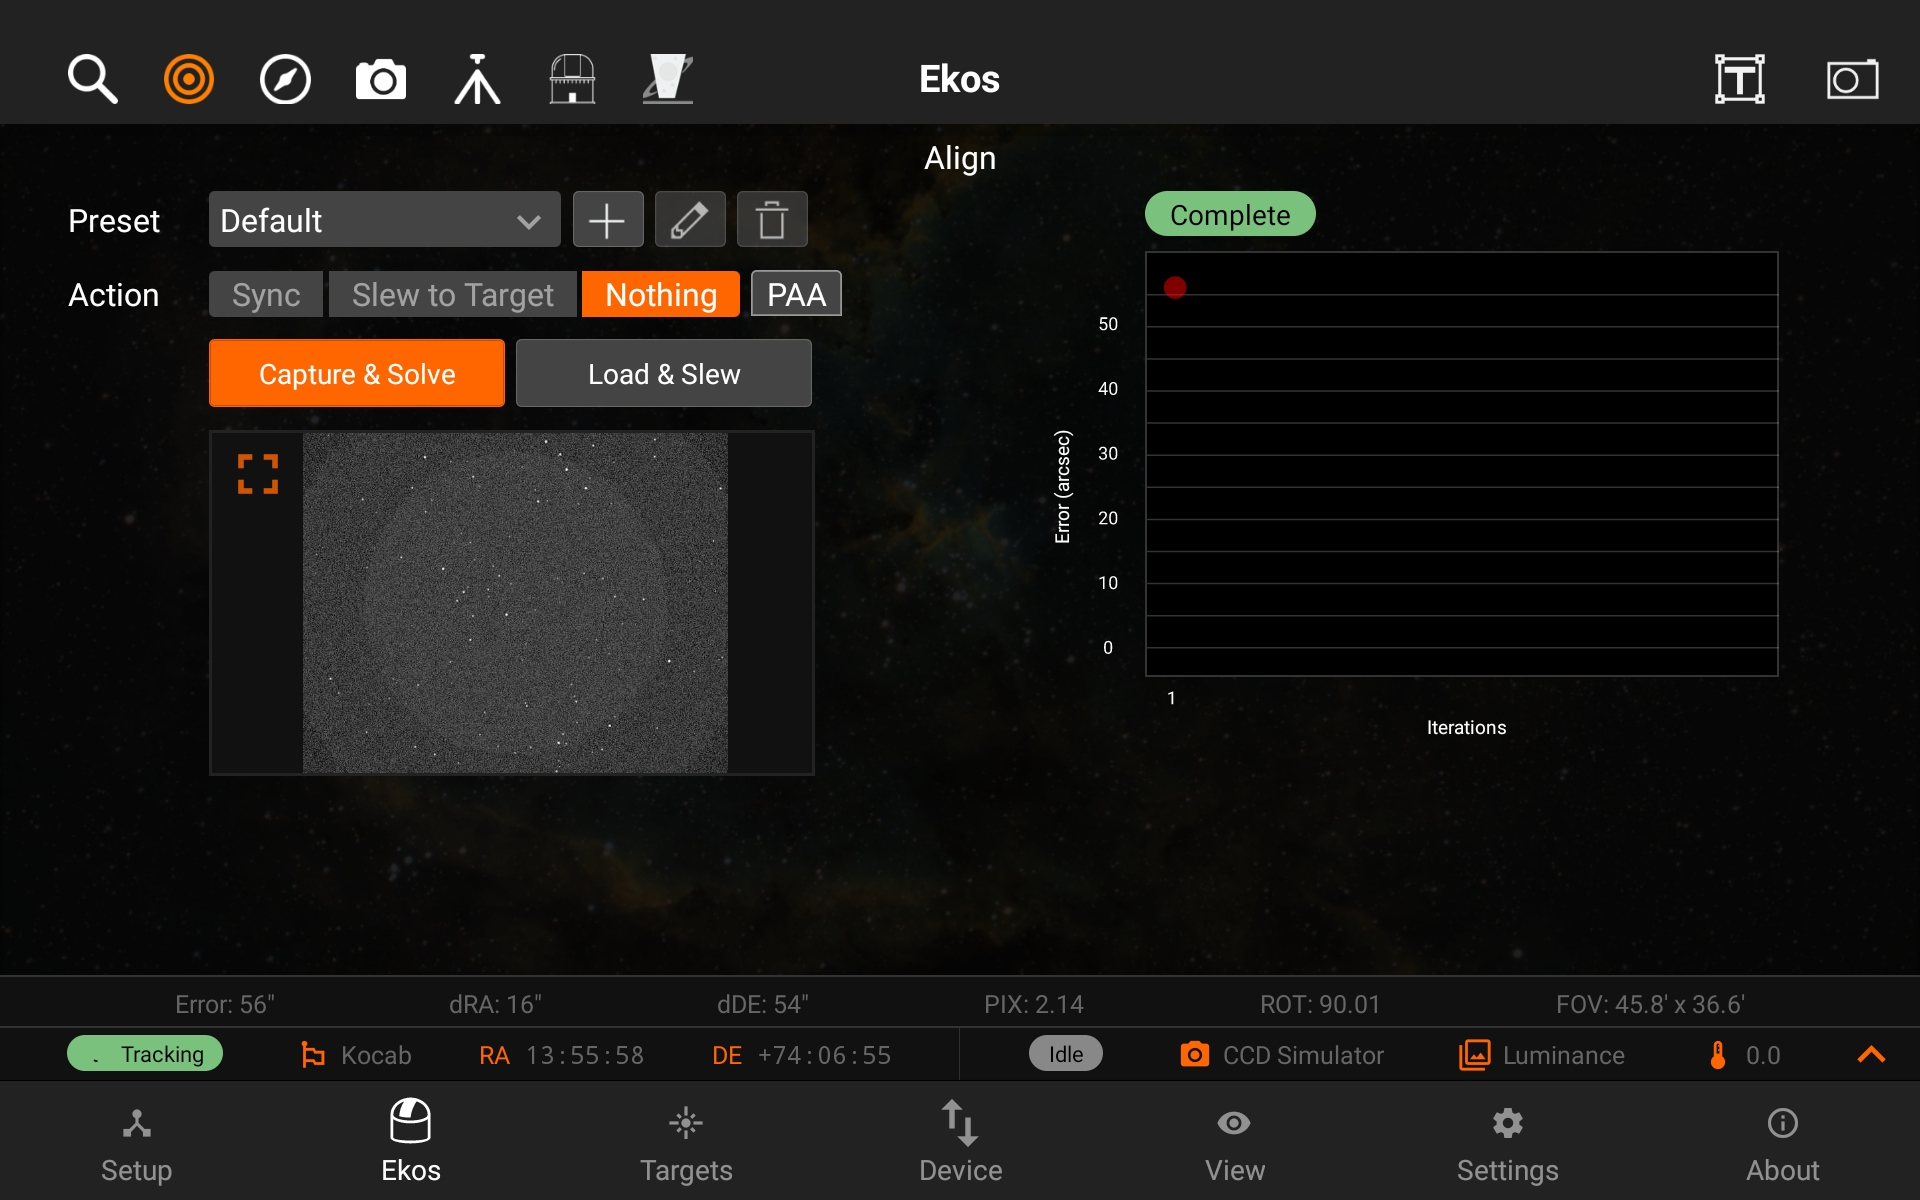 Ekos
Align
Preset Default
Complete
Action Sync Slew to Target Nothing PAA
Capture & Solve Load & Slew
Error (arcsec)
50
40
30
20
10
0
1
Iterations
Error: 56" dRA: 16" dDE: 54" PIX: 2.14 ROT: 90.01 FOV: 45.8' x 36.6'
Tracking Kocab RA 13:55:58 DE +74:06:55 Idle CCD Simulator Luminance 0.0
Setup Ekos Targets Device View Settings About